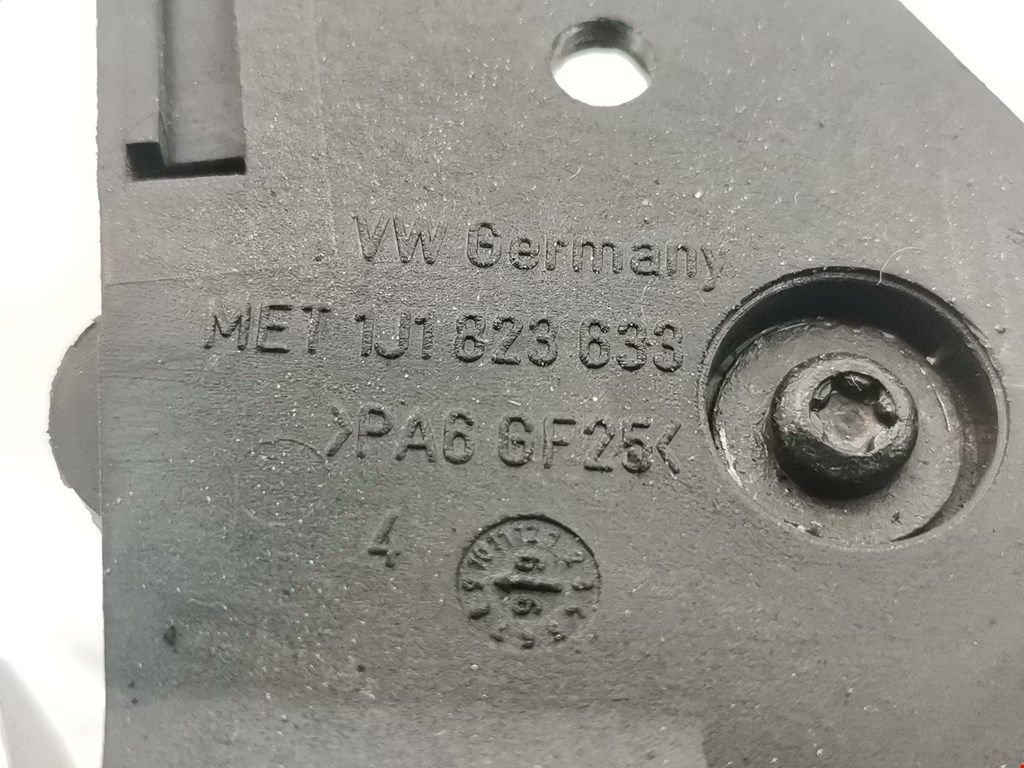 VW Germany
MET 1J1 823 633
>PA6 GF25<
4